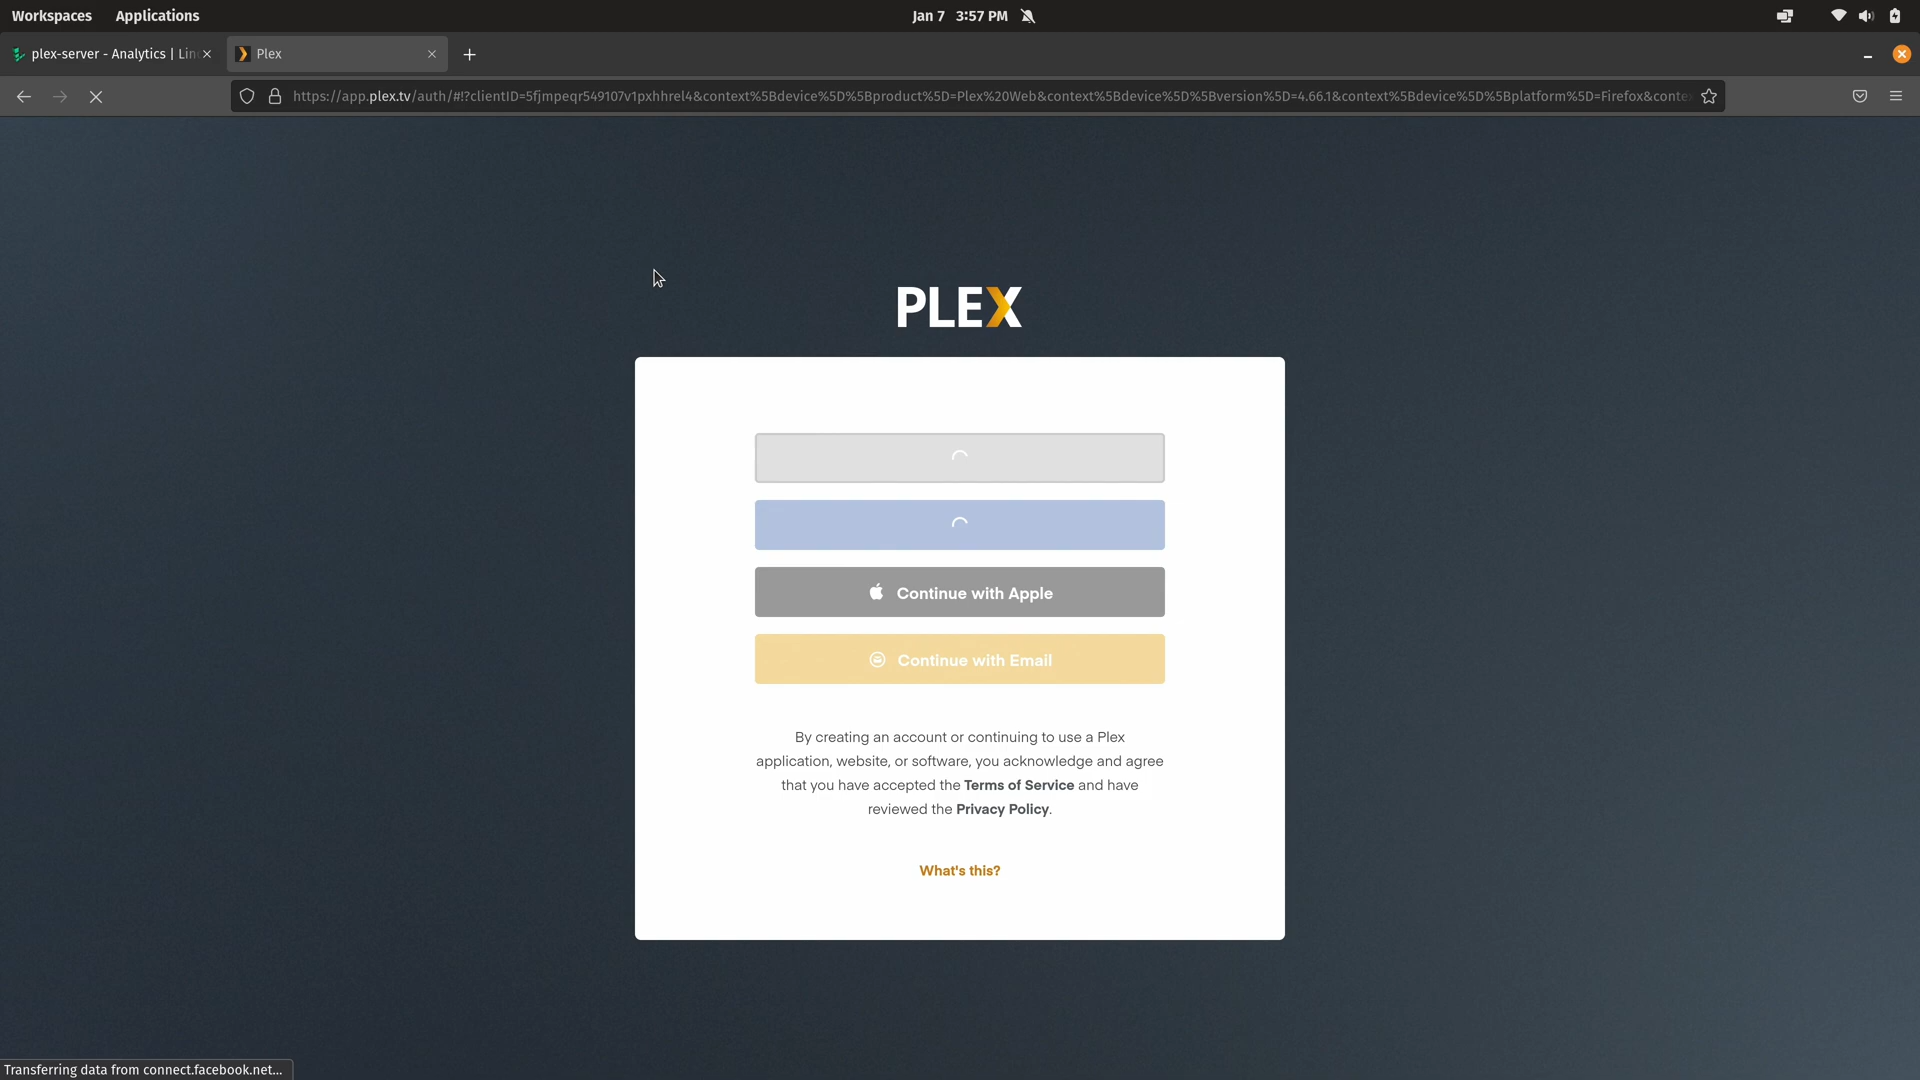 Workspaces Applications Jan 7 3:57 PM
plex-server - Analytics | Lin Plex
https://app.plex.tv/auth/#!?clientID=5fjmpeqr549107v1pxhhrel4&context%5Bdevice%5D%5Bproduct%5D=Plex%20Web&context%5Bdevice%5D%5Bversion%5D=4.66.1&context%5Bdevice%5D%5Bplatform%5D=Firefox&conte
PLEX
Continue with Apple
Continue with Email
By creating an account or continuing to use a Plex
application, website, or software, you acknowledge and agree
that you have accepted the Terms of Service and have
reviewed the Privacy Policy.
What's this?
Transferring data from connect.facebook.net...